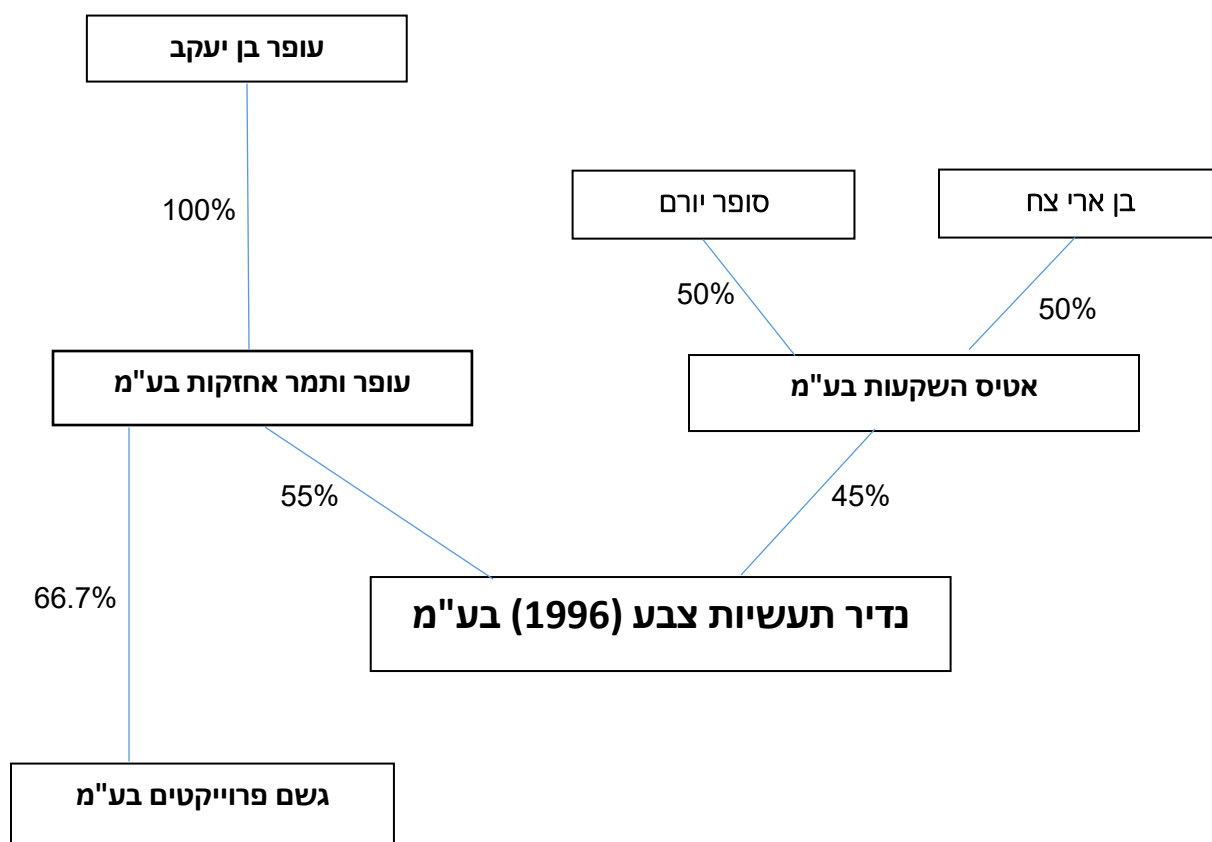 עופר בן יעקב
100%
סופר יורם
בן ארי צח
50%
50%
עופר ותמר אחזקות בע"מ
אטיס השקעות בע"מ
55%
45%
66.7%
נדיר תעשיות צבע (1996) בע"מ
גשם פרוייקטים בע"מ